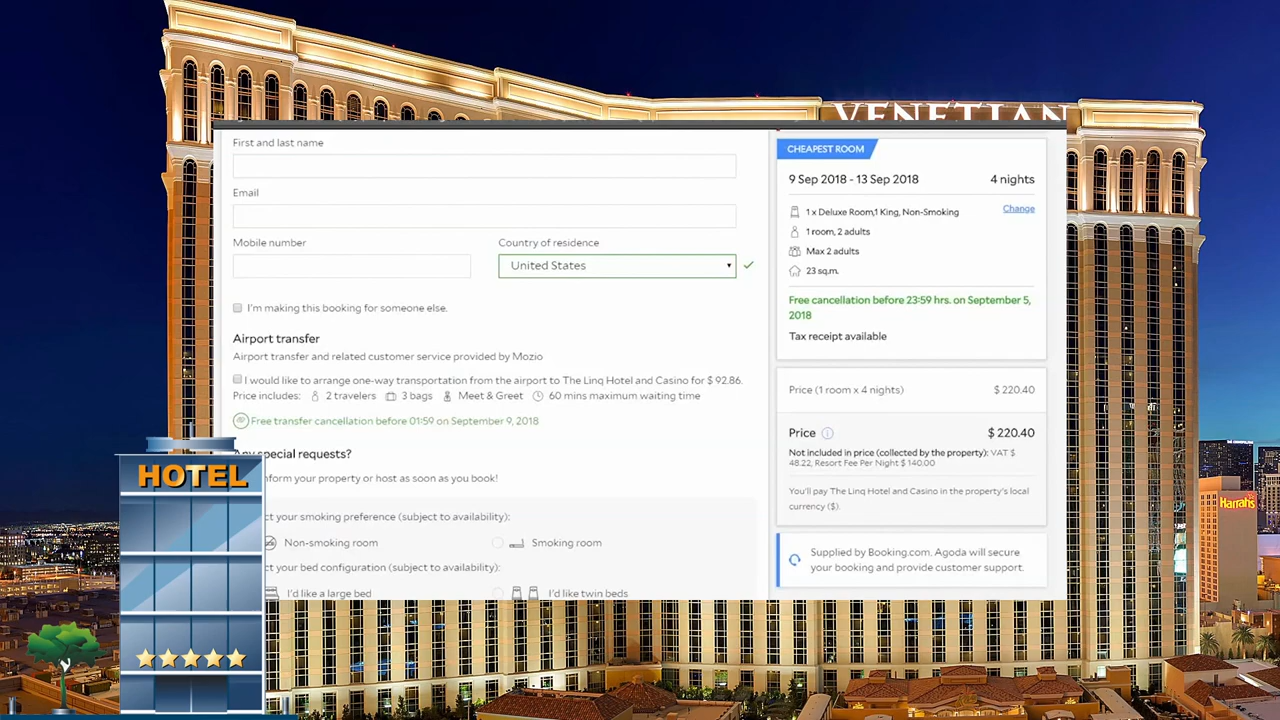 VENETIAN
First and last name
Email
Mobile number
Country of residence
United States
I'm making this booking for someone else.
Airport transfer
Airport transfer and related customer service provided by Mozio
I would like to arrange one-way transportation from the airport to The Linq Hotel and Casino for $ 92.86.
Price includes: 2 travelers 3 bags Meet & Greet 60 mins maximum waiting time
Free transfer cancellation before 01:59 on September 9, 2018
Any special requests?
nform your property or host as soon as you book!
ct your smoking preference (subject to availability):
Non-smoking room
Smoking room
ct your bed configuration (subject to availability):
I'd like a large bed
I'd like twin beds
CHEAPEST ROOM
9 Sep 2018 - 13 Sep 2018 4 nights
1 x Deluxe Room,1 King, Non-Smoking Change
1 room, 2 adults
Max 2 adults
23 sq.m.
Free cancellation before 23:59 hrs. on September 5,
2018
Tax receipt available
Price (1 room x 4 nights) $ 220.40
Price $ 220.40
Not included in price (collected by the property): VAT $
48.22, Resort Fee Per Night $ 140.00
You'll pay The Linq Hotel and Casino in the property's local
currency ($).
Supplied by Booking.com. Agoda will secure
your booking and provide customer support.
HOTEL
Harrah's